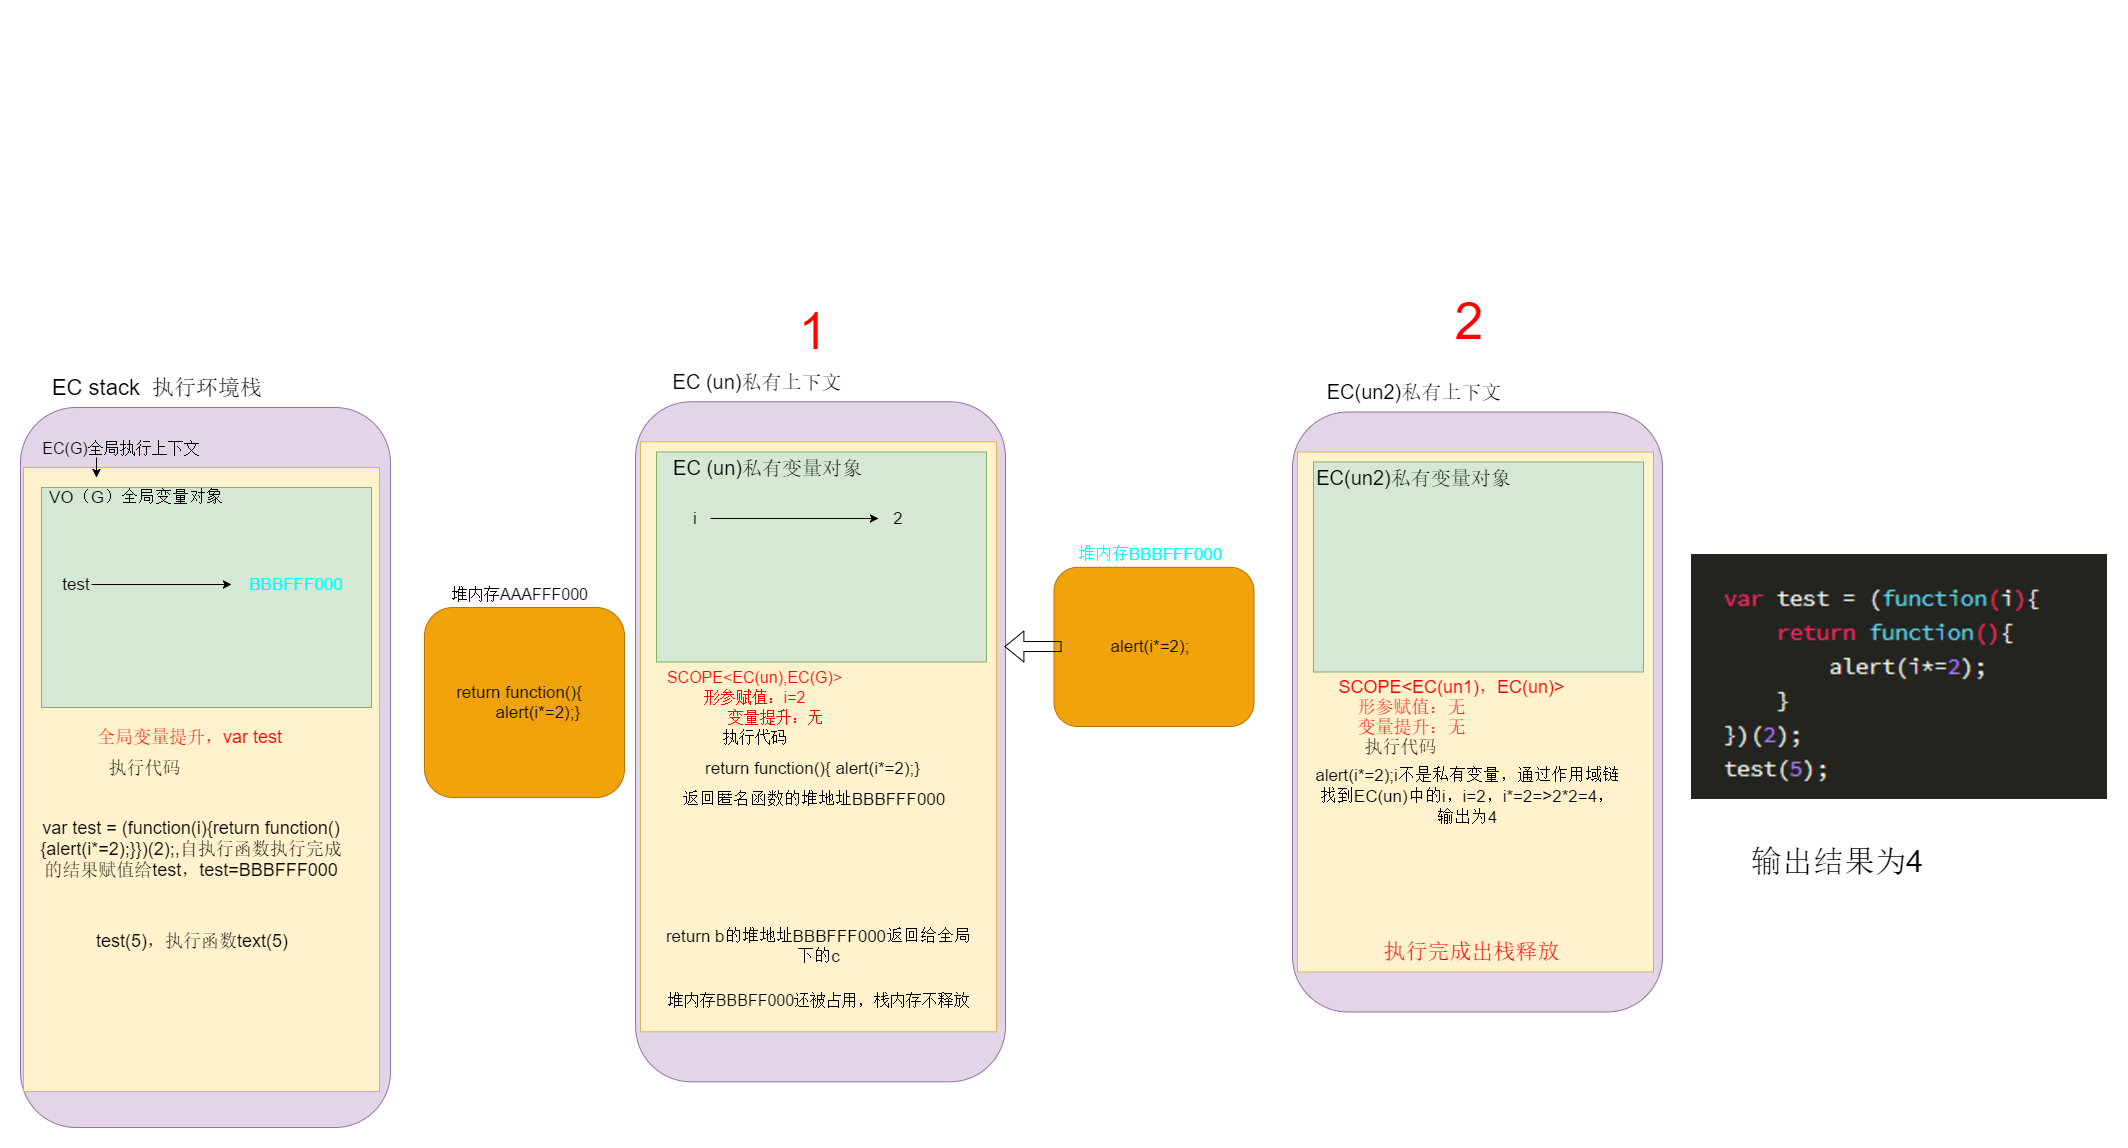 1
2
EC stack  执行环境栈
EC(G)全局执行上下文
VO（G）全局变量对象
test
BBBFFF000
全局变量提升，var test
执行代码
var test = (function(i){return function()
{alert(i*=2);}})(2);,自执行函数执行完成
的结果赋值给test，test=BBBFFF000
test(5)，执行函数text(5)
堆内存AAAFFF000
return function(){
alert(i*=2);}
EC (un)私有上下文
EC (un)私有变量对象
i
2
SCOPE<EC(un),EC(G)>
形参赋值：i=2
变量提升：无
执行代码
return function(){ alert(i*=2);}
返回匿名函数的堆地址BBBFFF000
return b的堆地址BBBFFF000返回给全局
下的c
堆内存BBBFF000还被占用，栈内存不释放
堆内存BBBFFF000
alert(i*=2);
EC(un2)私有上下文
EC(un2)私有变量对象
SCOPE<EC(un1)，EC(un)>
形参赋值：无
变量提升：无
执行代码
alert(i*=2);i不是私有变量，通过作用域链
找到EC(un)中的i，i=2，i*=2=>2*2=4，
输出为4
执行完成出栈释放
var test = (function(i){
    return function(){
        alert(i*=2);
    }
})(2);
test(5);
输出结果为4